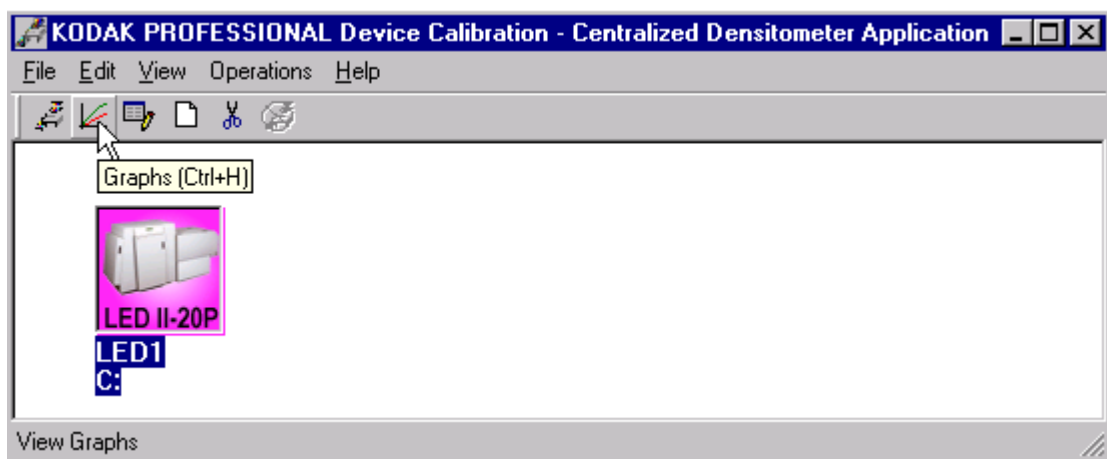 KODAK PROFESSIONAL Device Calibration - Centralized Densitometer Application
File Edit View Operations Help
Graphs (Ctrl+H)
LED II-20P
LED1
C:
View Graphs